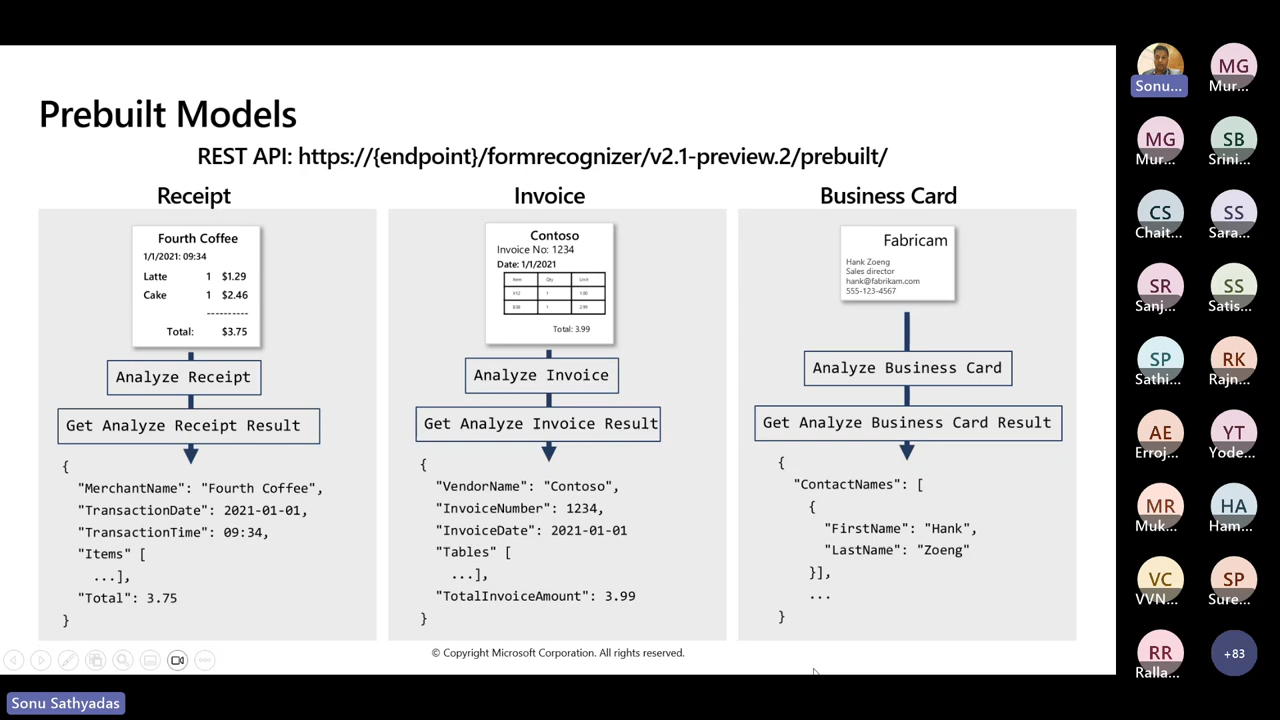 Prebuilt Models
REST API: https://{endpoint}/formrecognizer/v2.1-preview.2/prebuilt/
Receipt
Fourth Coffee
1/1/2021: 09:34
Latte 1 $1.29
Cake 1 $2.46
----------
Total: $3.75
Analyze Receipt
Get Analyze Receipt Result
{
"MerchantName": "Fourth Coffee",
"TransactionDate": 2021-01-01,
"TransactionTime": 09:34,
"Items" [
...],
"Total": 3.75
}
Invoice
Contoso
Invoice No: 1234
Date: 1/1/2021
Item Qty Unit
1
1
Total: 3.99
Analyze Invoice
Get Analyze Invoice Result
{
"VendorName": "Contoso",
"InvoiceNumber": 1234,
"InvoiceDate": 2021-01-01
"Tables" [
...],
"TotalInvoiceAmount": 3.99
}
Business Card
Fabricam
Hank Zoeng
Sales director
hank@fabrikam.com
555-123-4567
Analyze Business Card
Get Analyze Business Card Result
{
"ContactNames": [
{
"FirstName": "Hank",
"LastName": "Zoeng"
}],
...
}
© Copyright Microsoft Corporation. All rights reserved.
Sonu Sathyadas
Sonu...
MG
Mur...
MG
Mur...
SB
Srini...
CS
Chait...
SS
Sara...
SR
Sanj...
SS
Satis...
SP
Sathi...
RK
Rajn...
AE
Erroj...
YT
Yode...
MR
Muk...
HA
Ham...
VC
VVN...
SP
Sure...
RR
Ralla...
+83